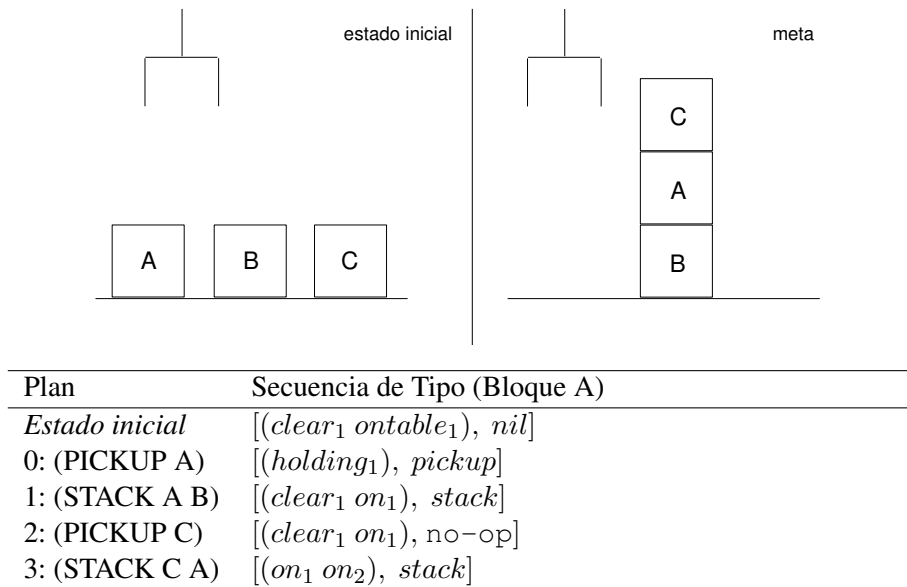 estado inicial
meta
C
A
B
A B C
Plan Secuencia de Tipo (Bloque A)
Estado inicial [(clear₁ ontable₁), nil]
0: (PICKUP A) [(holding₁), pickup]
1: (STACK A B) [(clear₁ on₁), stack]
2: (PICKUP C) [(clear₁ on₁), no-op]
3: (STACK C A) [(on₁ on₂), stack]